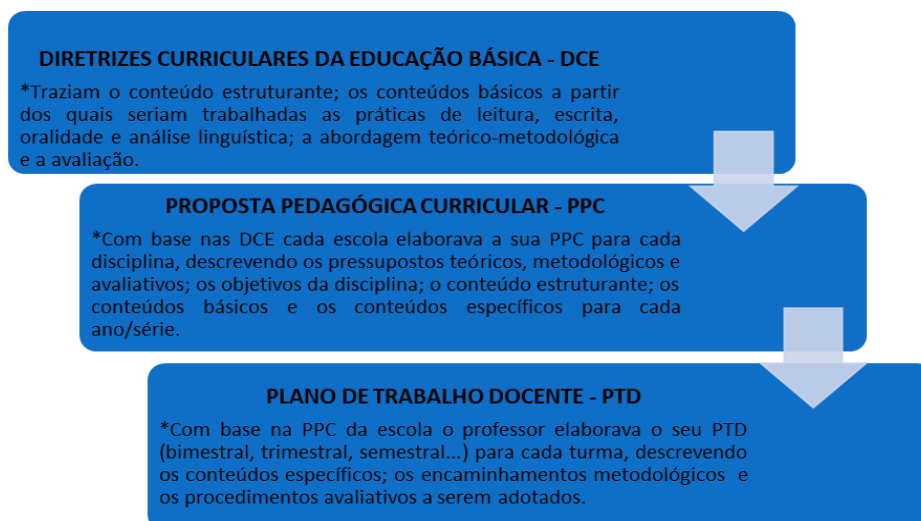 DIRETRIZES CURRICULARES DA EDUCAÇÃO BÁSICA - DCE
*Traziam o conteúdo estruturante; os conteúdos básicos a partir
dos quais seriam trabalhadas as práticas de leitura, escrita,
oralidade e análise linguística; a abordagem teórico-metodológica
e a avaliação.
PROPOSTA PEDAGÓGICA CURRICULAR - PPC
*Com base nas DCE cada escola elaborava a sua PPC para cada
disciplina, descrevendo os pressupostos teóricos, metodológicos e
avaliativos; os objetivos da disciplina; o conteúdo estruturante; os
conteúdos básicos e os conteúdos específicos para cada
ano/série.
PLANO DE TRABALHO DOCENTE - PTD
*Com base na PPC da escola o professor elaborava o seu PTD
(bimestral, trimestral, semestral...) para cada turma, descrevendo
os conteúdos específicos; os encaminhamentos metodológicos e
os procedimentos avaliativos a serem adotados.